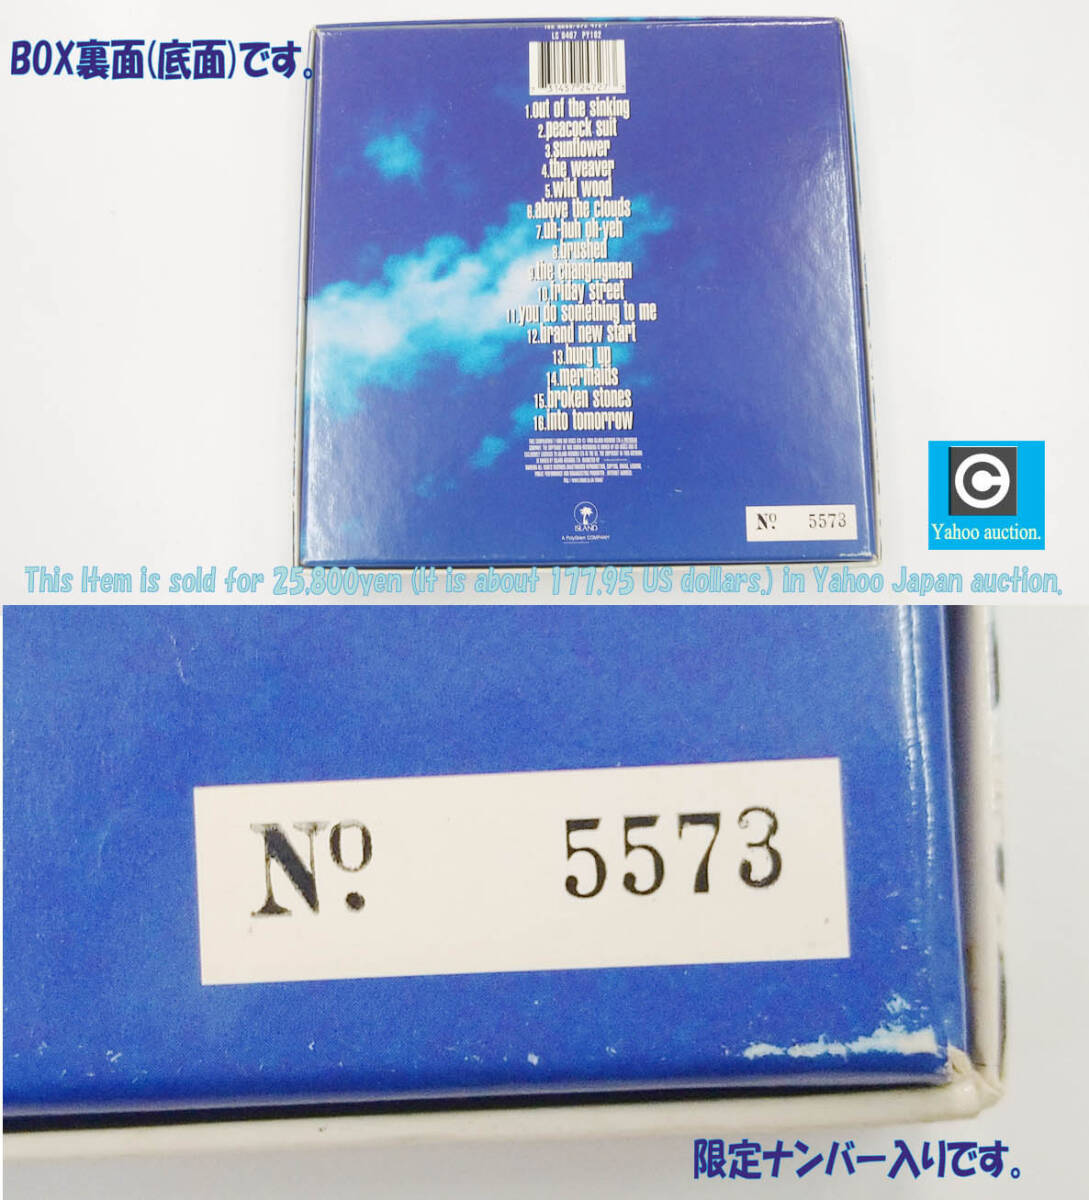 BOX裏面(底面)です。
LC 0407 PY102
1.out of the sinking
2.peacock suit
3.sunflower
4.the weaver
5.wild wood
6.above the clouds
7.uh-huh oh-yeh
8.brushed
9.the changingman
10.friday street
11.you do something to me
12.brand new start
13.hung up
14.mermaids
15.broken stones
16.into tomorrow
ISLAND
A PolyGram COMPANY
Nº. 5573
C
Yahoo auction.
This Item is sold for 25,800yen (It is about 177.95 US dollars.) in Yahoo Japan auction.
Nº. 5573
限定ナンバー入りです。